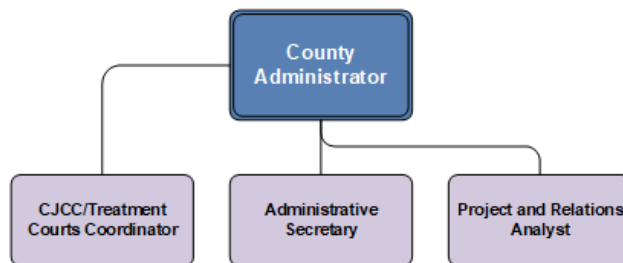 County
Administrator
CJCC/Treatment
Courts Coordinator
Administrative
Secretary
Project and Relations
Analyst